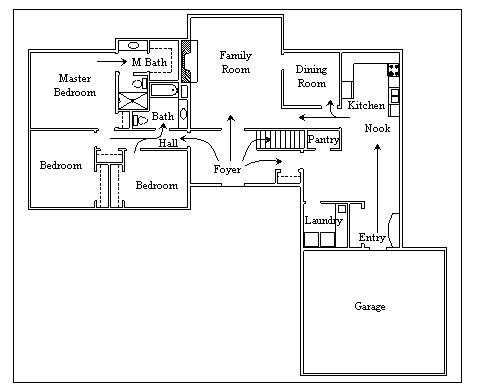 Family
Room
M Bath
Dining
Room
Master
Bedroom
Kitchen
Bath
Nook
Hall
Pantry
Bedroom
Foyer
Bedroom
Laundry
Entry
Garage